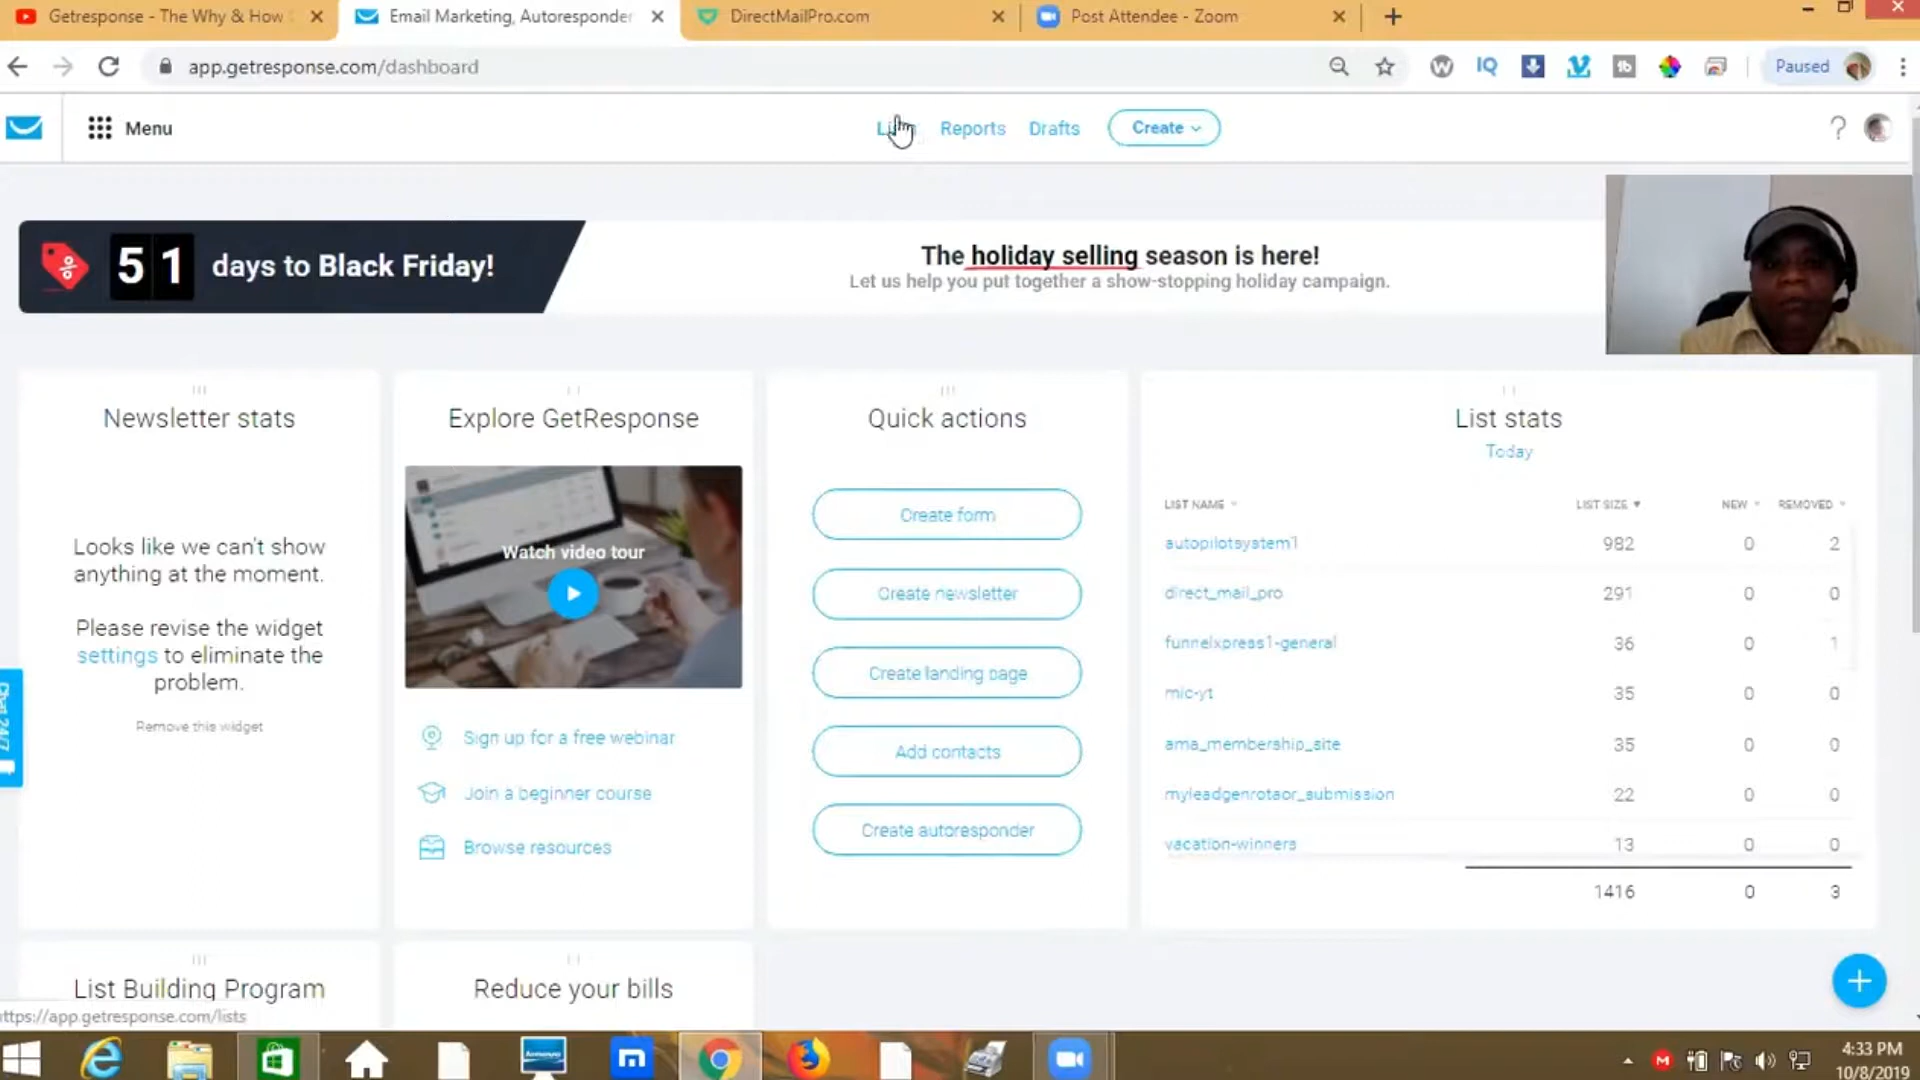 Getresponse - The Why & How
Email Marketing, Autoresponder
DirectMailPro.com
Post Attendee - Zoom
app.getresponse.com/dashboard
IQ
Paused
Menu
Reports
Drafts
Create
?
51 days to Black Friday!
The holiday selling season is here!
Let us help you put together a show-stopping holiday campaign.
Newsletter stats
Looks like we can't show
anything at the moment.
Please revise the widget
settings to eliminate the
problem.
Remove this widget
Explore GetResponse
Watch video tour
Sign up for a free webinar
Join a beginner course
Browse resources
Quick actions
Create form
Create newsletter
Create landing page
Add contacts
Create autoresponder
List stats
Today
LIST NAME LIST SIZE NEW REMOVED
autopilotsystem1 982 0 2
direct_mail_pro 291 0 0
funnelxpress1-general 36 0 1
mic-yt 35 0 0
ama_membership_site 35 0 0
myleadgenrotaor_submission 22 0 0
vacation-winners 13 0 0
1416 0 3
Chat 24/7
List Building Program
Reduce your bills
ttps://app.getresponse.com/lists
4:33 PM
10/8/2019